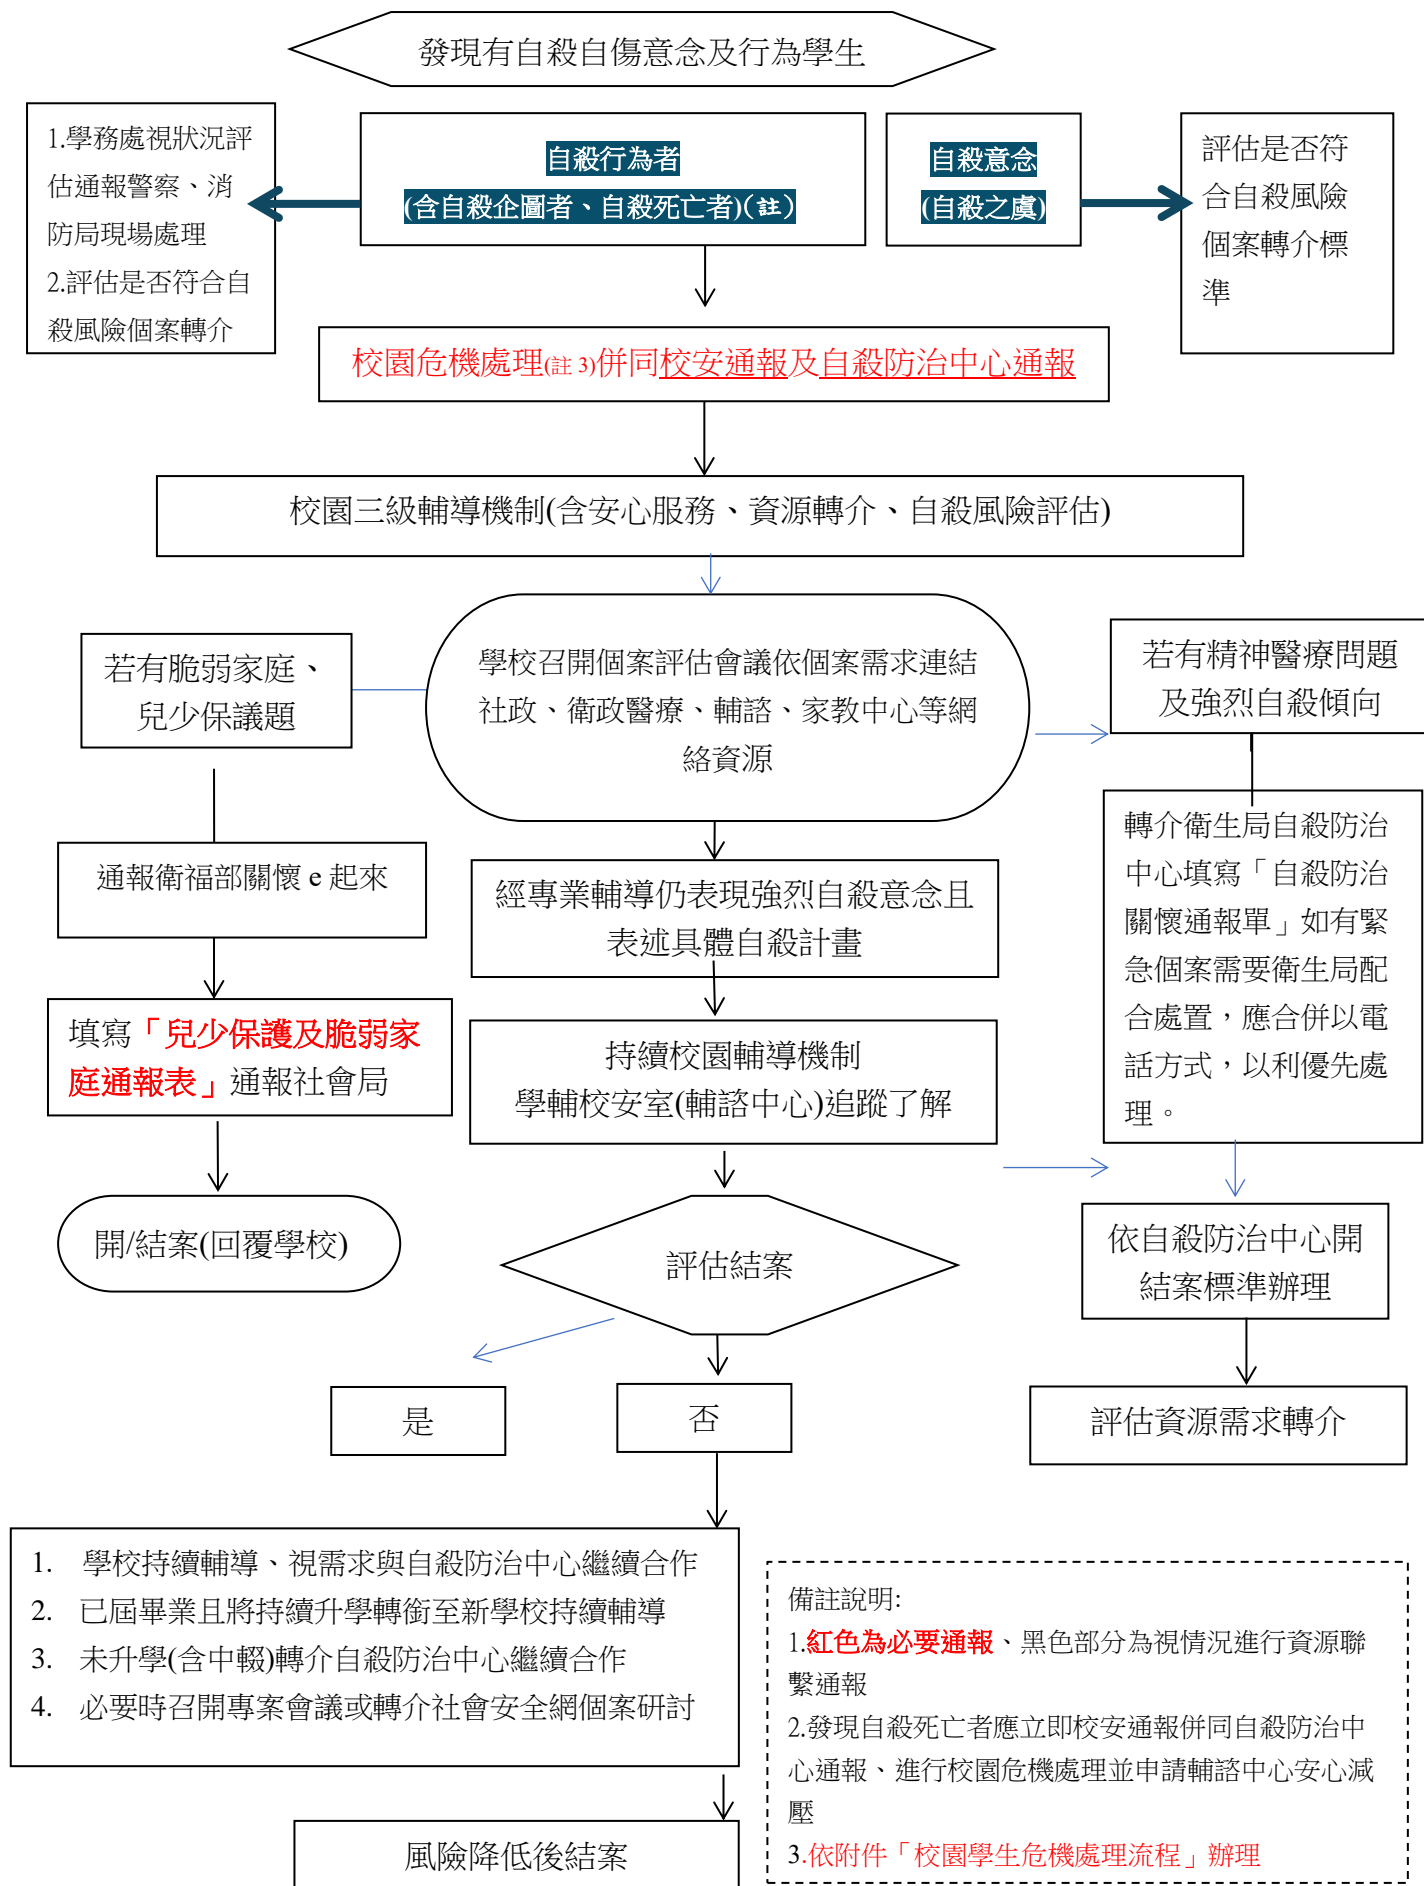 發現有自殺自傷意念及行為學生
1.學務處視狀況評
估通報警察、消
防局現場處理
2.評估是否符合自
殺風險個案轉介
自殺行為者
(含自殺企圖者、自殺死亡者)(註)
自殺意念
(自殺之虞)
評估是否符
合自殺風險
個案轉介標
準
校園危機處理(註 3)併同校安通報及自殺防治中心通報
校園三級輔導機制(含安心服務、資源轉介、自殺風險評估)
若有脆弱家庭、
兒少保議題
學校召開個案評估會議依個案需求連結
社政、衛政醫療、輔諮、家教中心等網
絡資源
若有精神醫療問題
及強烈自殺傾向
通報衛福部關懷 e 起來
經專業輔導仍表現強烈自殺意念且
表述具體自殺計畫
轉介衛生局自殺防治
中心填寫「自殺防治
關懷通報單」如有緊
急個案需要衛生局配
合處置，應合併以電
話方式，以利優先處
理。
填寫「兒少保護及脆弱家
庭通報表」通報社會局
持續校園輔導機制
學輔校安室(輔諮中心)追蹤了解
開/結案(回覆學校)
評估結案
依自殺防治中心開
結案標準辦理
是
否
評估資源需求轉介
1. 學校持續輔導、視需求與自殺防治中心繼續合作
2. 已屆畢業且將持續升學轉銜至新學校持續輔導
3. 未升學(含中輟)轉介自殺防治中心繼續合作
4. 必要時召開專案會議或轉介社會安全網個案研討
風險降低後結案
備註說明:
1.紅色為必要通報、黑色部分為視情況進行資源聯
繫通報
2.發現自殺死亡者應立即校安通報併同自殺防治中
心通報、進行校園危機處理並申請輔諮中心安心減
壓
3.依附件「校園學生危機處理流程」辦理